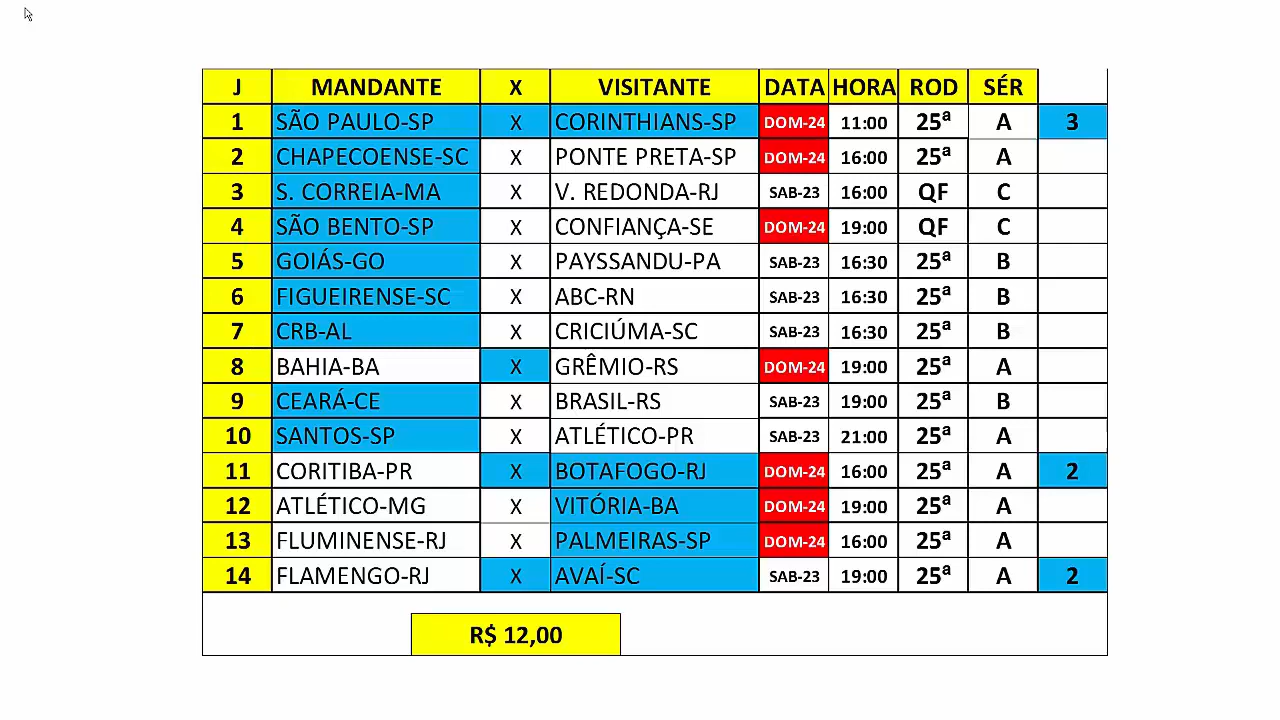 J MANDANTE X VISITANTE DATA HORA ROD SÉR
1 SÃO PAULO-SP X CORINTHIANS-SP DOM-24 11:00 25ª A 3
2 CHAPECOENSE-SC X PONTE PRETA-SP DOM-24 16:00 25ª A
3 S. CORREIA-MA X V. REDONDA-RJ SAB-23 16:00 QF C
4 SÃO BENTO-SP X CONFIANÇA-SE DOM-24 19:00 QF C
5 GOIÁS-GO X PAYSSANDU-PA SAB-23 16:30 25ª B
6 FIGUEIRENSE-SC X ABC-RN SAB-23 16:30 25ª B
7 CRB-AL X CRICIÚMA-SC SAB-23 16:30 25ª B
8 BAHIA-BA X GRÊMIO-RS DOM-24 19:00 25ª A
9 CEARÁ-CE X BRASIL-RS SAB-23 19:00 25ª B
10 SANTOS-SP X ATLÉTICO-PR SAB-23 21:00 25ª A
11 CORITIBA-PR X BOTAFOGO-RJ DOM-24 16:00 25ª A 2
12 ATLÉTICO-MG X VITÓRIA-BA DOM-24 19:00 25ª A
13 FLUMINENSE-RJ X PALMEIRAS-SP DOM-24 16:00 25ª A
14 FLAMENGO-RJ X AVAÍ-SC SAB-23 19:00 25ª A 2
R$ 12,00